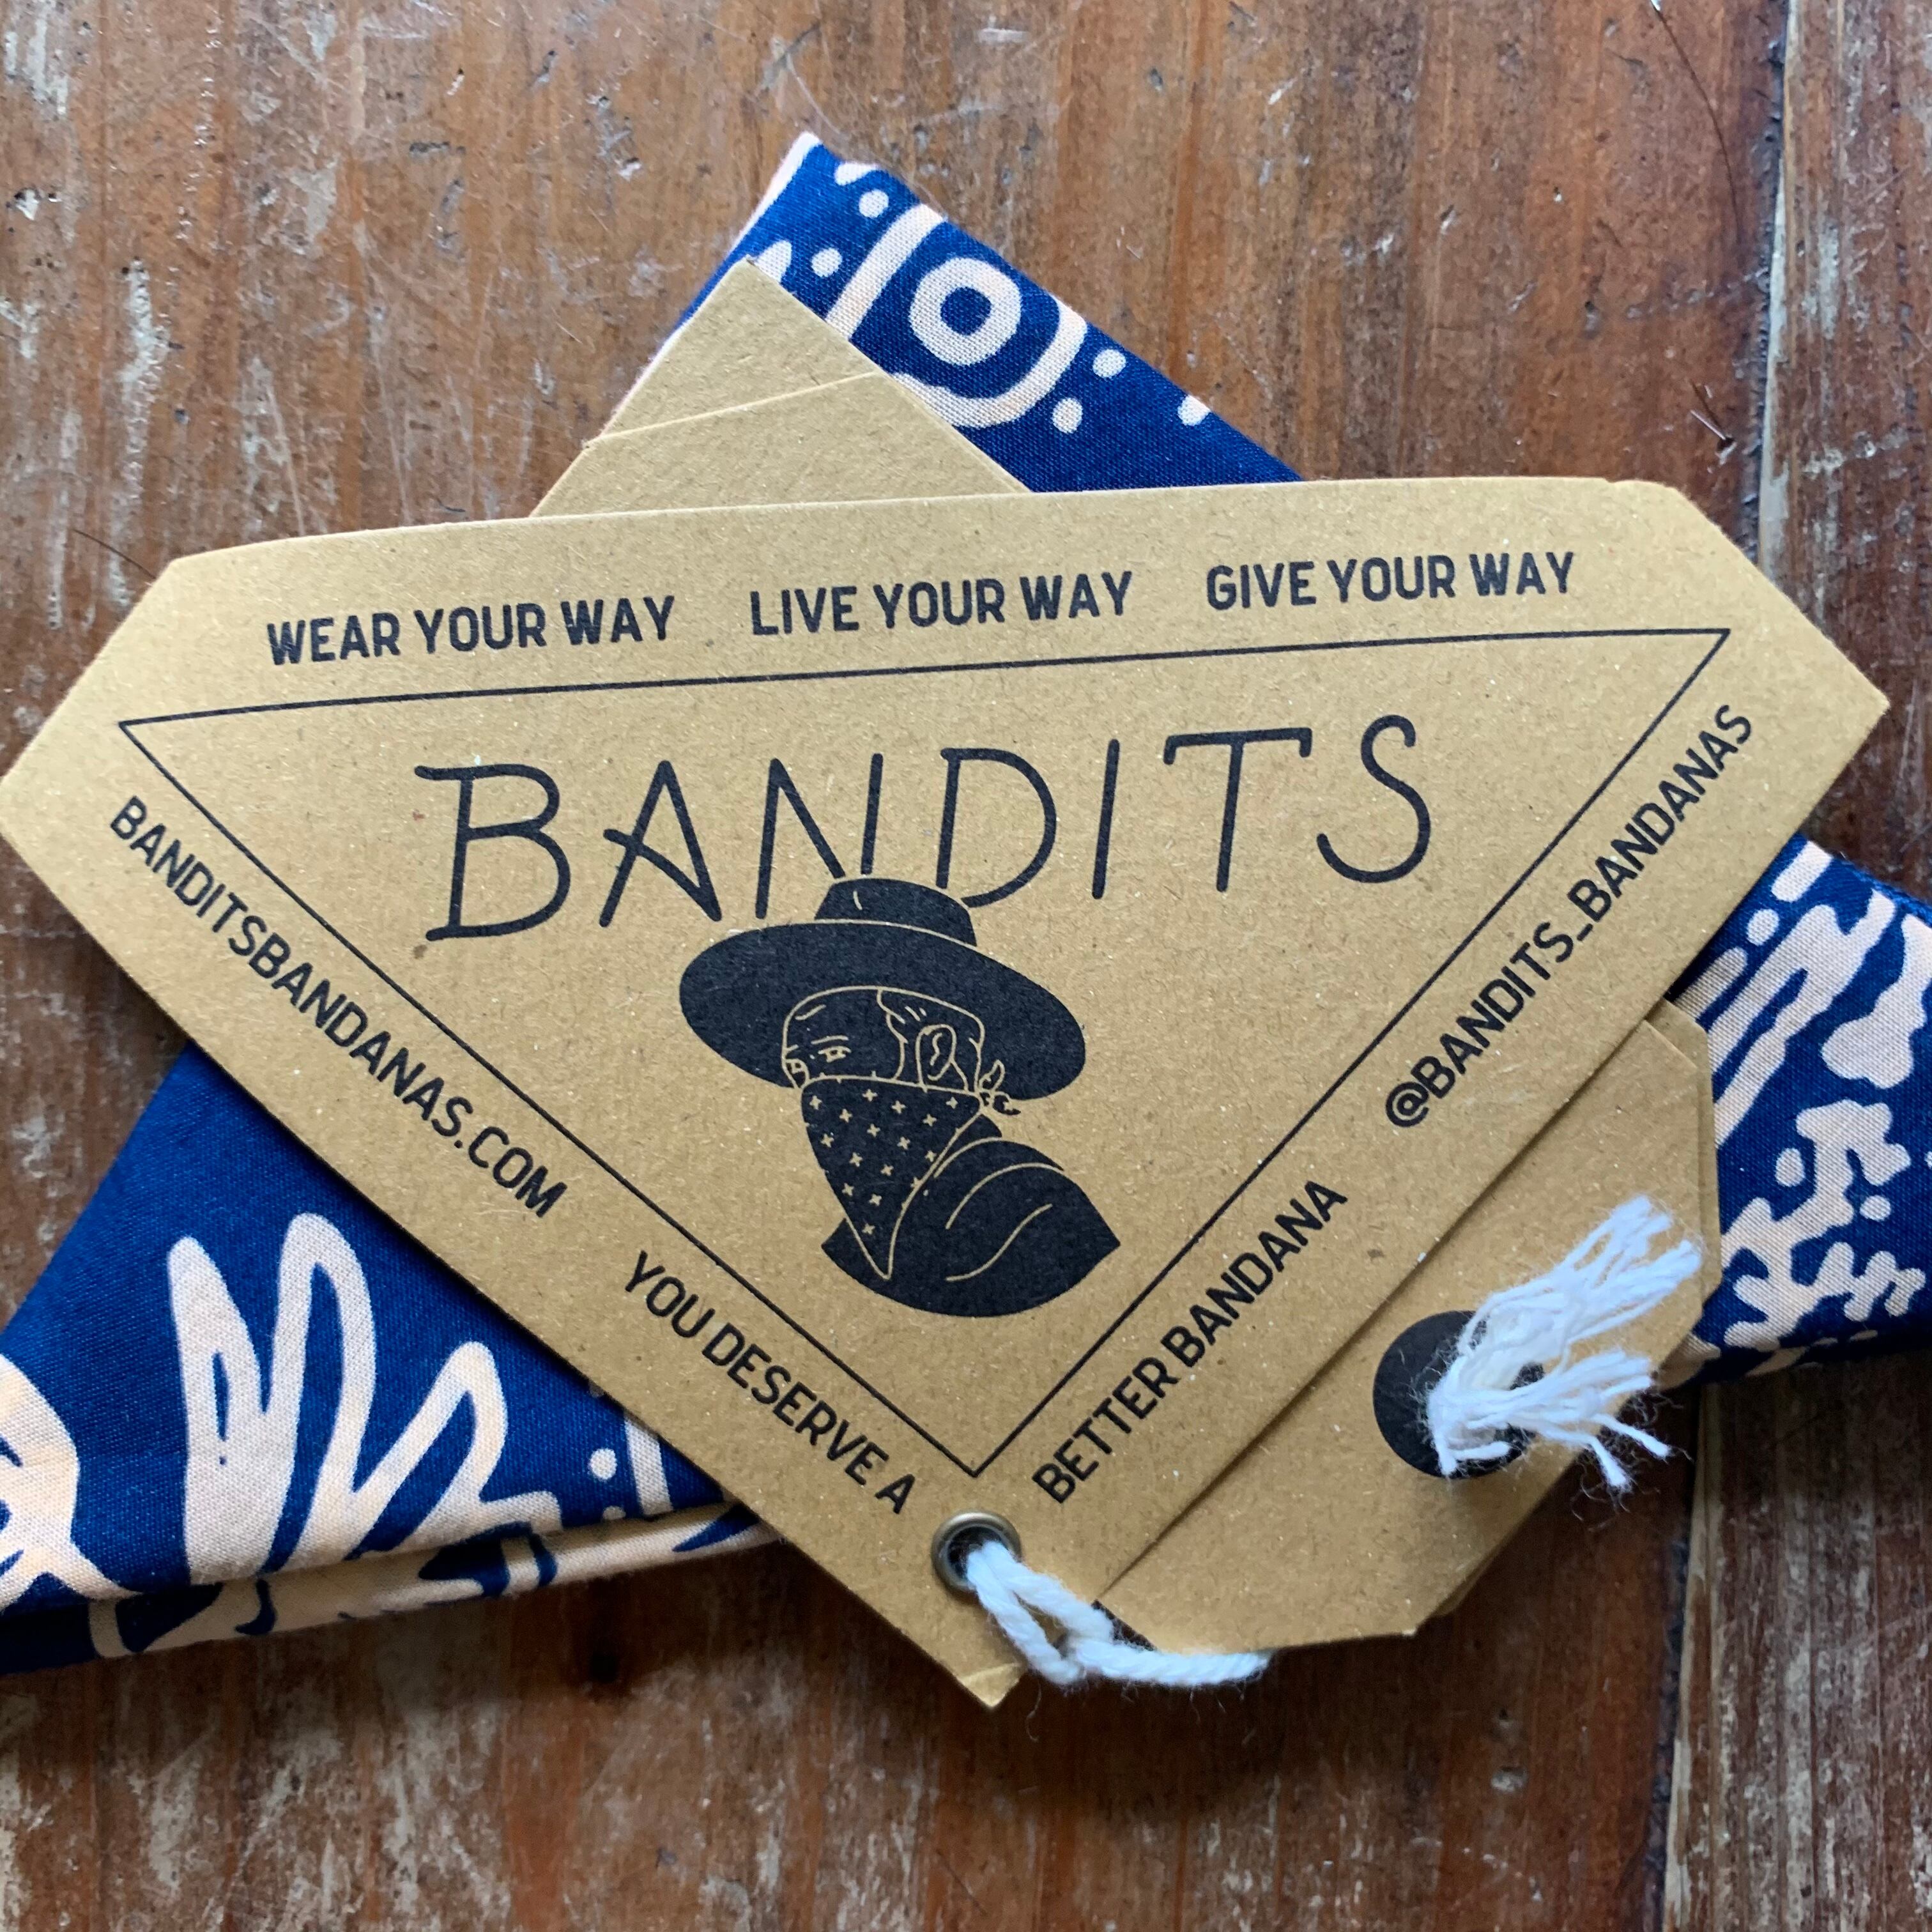 WEAR YOUR WAY LIVE YOUR WAY GIVE YOUR WAY
BANDITS
BANDITSBANDANAS.COM
YOU DESERVE A
BETTER BANDANA
@BANDITS_BANDANAS